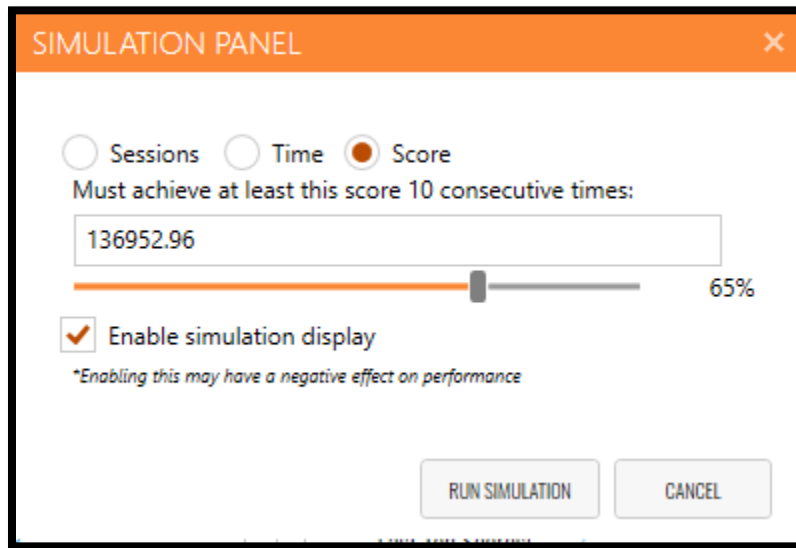 SIMULATION PANEL
Sessions Time Score
Must achieve at least this score 10 consecutive times:
136952.96
65%
Enable simulation display
*Enabling this may have a negative effect on performance
RUN SIMULATION CANCEL